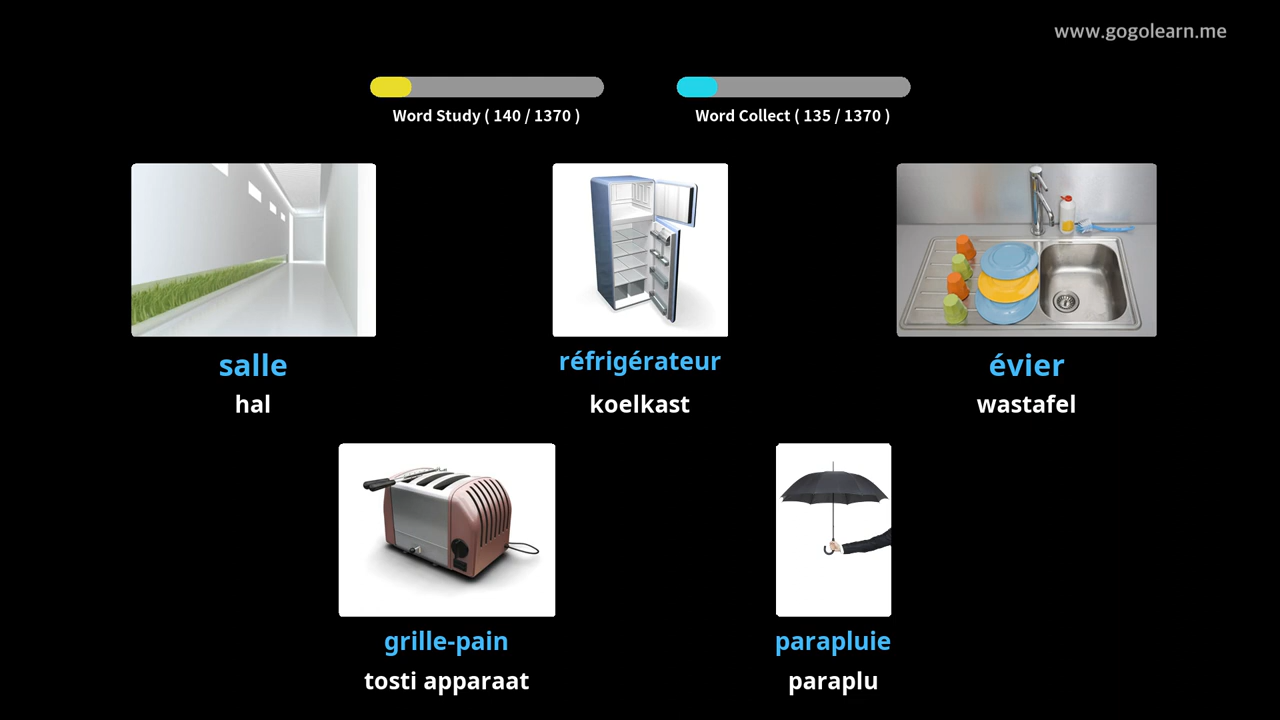 www.gogolearn.me
Word Study ( 140 / 1370 )
Word Collect ( 135 / 1370 )
salle
hal
réfrigérateur
koelkast
évier
wastafel
grille-pain
tosti apparaat
parapluie
paraplu